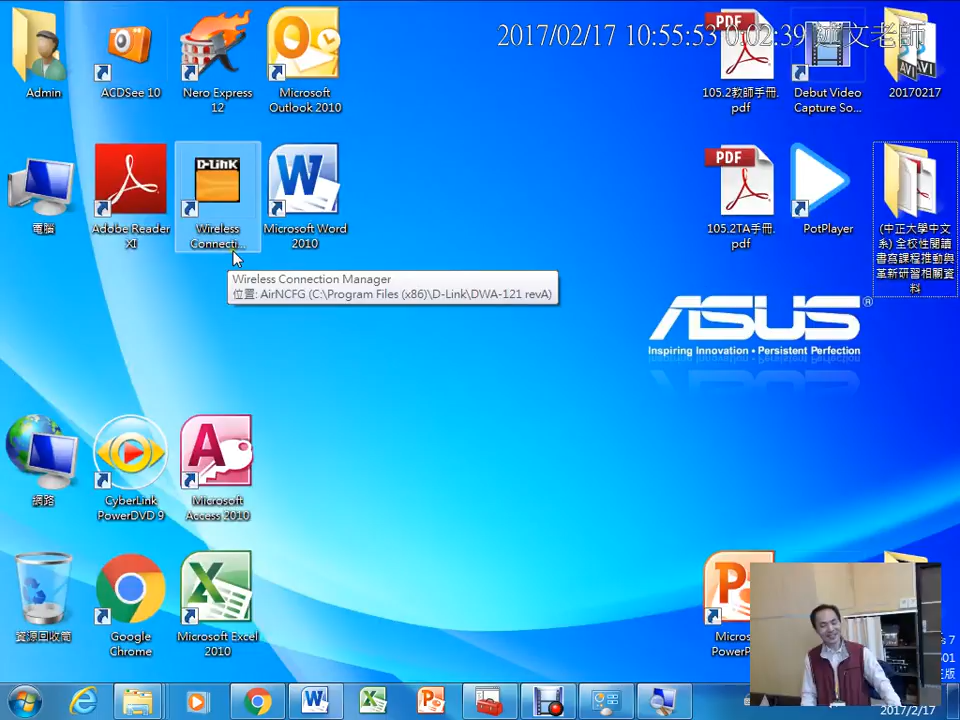 2017/02/17 10:55:53 0:02:39
Admin
ACDSee 10
Nero Express
12
Microsoft
Outlook 2010
PDF
105.2教師手冊.
pdf
Debut Video
Capture So...
AVI
20170217
電腦
Adobe Reader
XI
D-Link
Wireless
Connecti...
Microsoft Word
2010
Wireless Connection Manager
位置: AirNCFG (C:\Program Files (x86)\D-Link\DWA-121 revA)
PDF
105.2TA手冊.
pdf
PotPlayer
(中正大學中文
系) 全校性閱讀
書寫課程推動與
革新研習相關資
料
ASUS®
Inspiring Innovation • Persistent Perfection
網路
CyberLink
PowerDVD 9
Microsoft
Access 2010
資源回收筒
Google
Chrome
Microsoft Excel
2010
2017/2/17